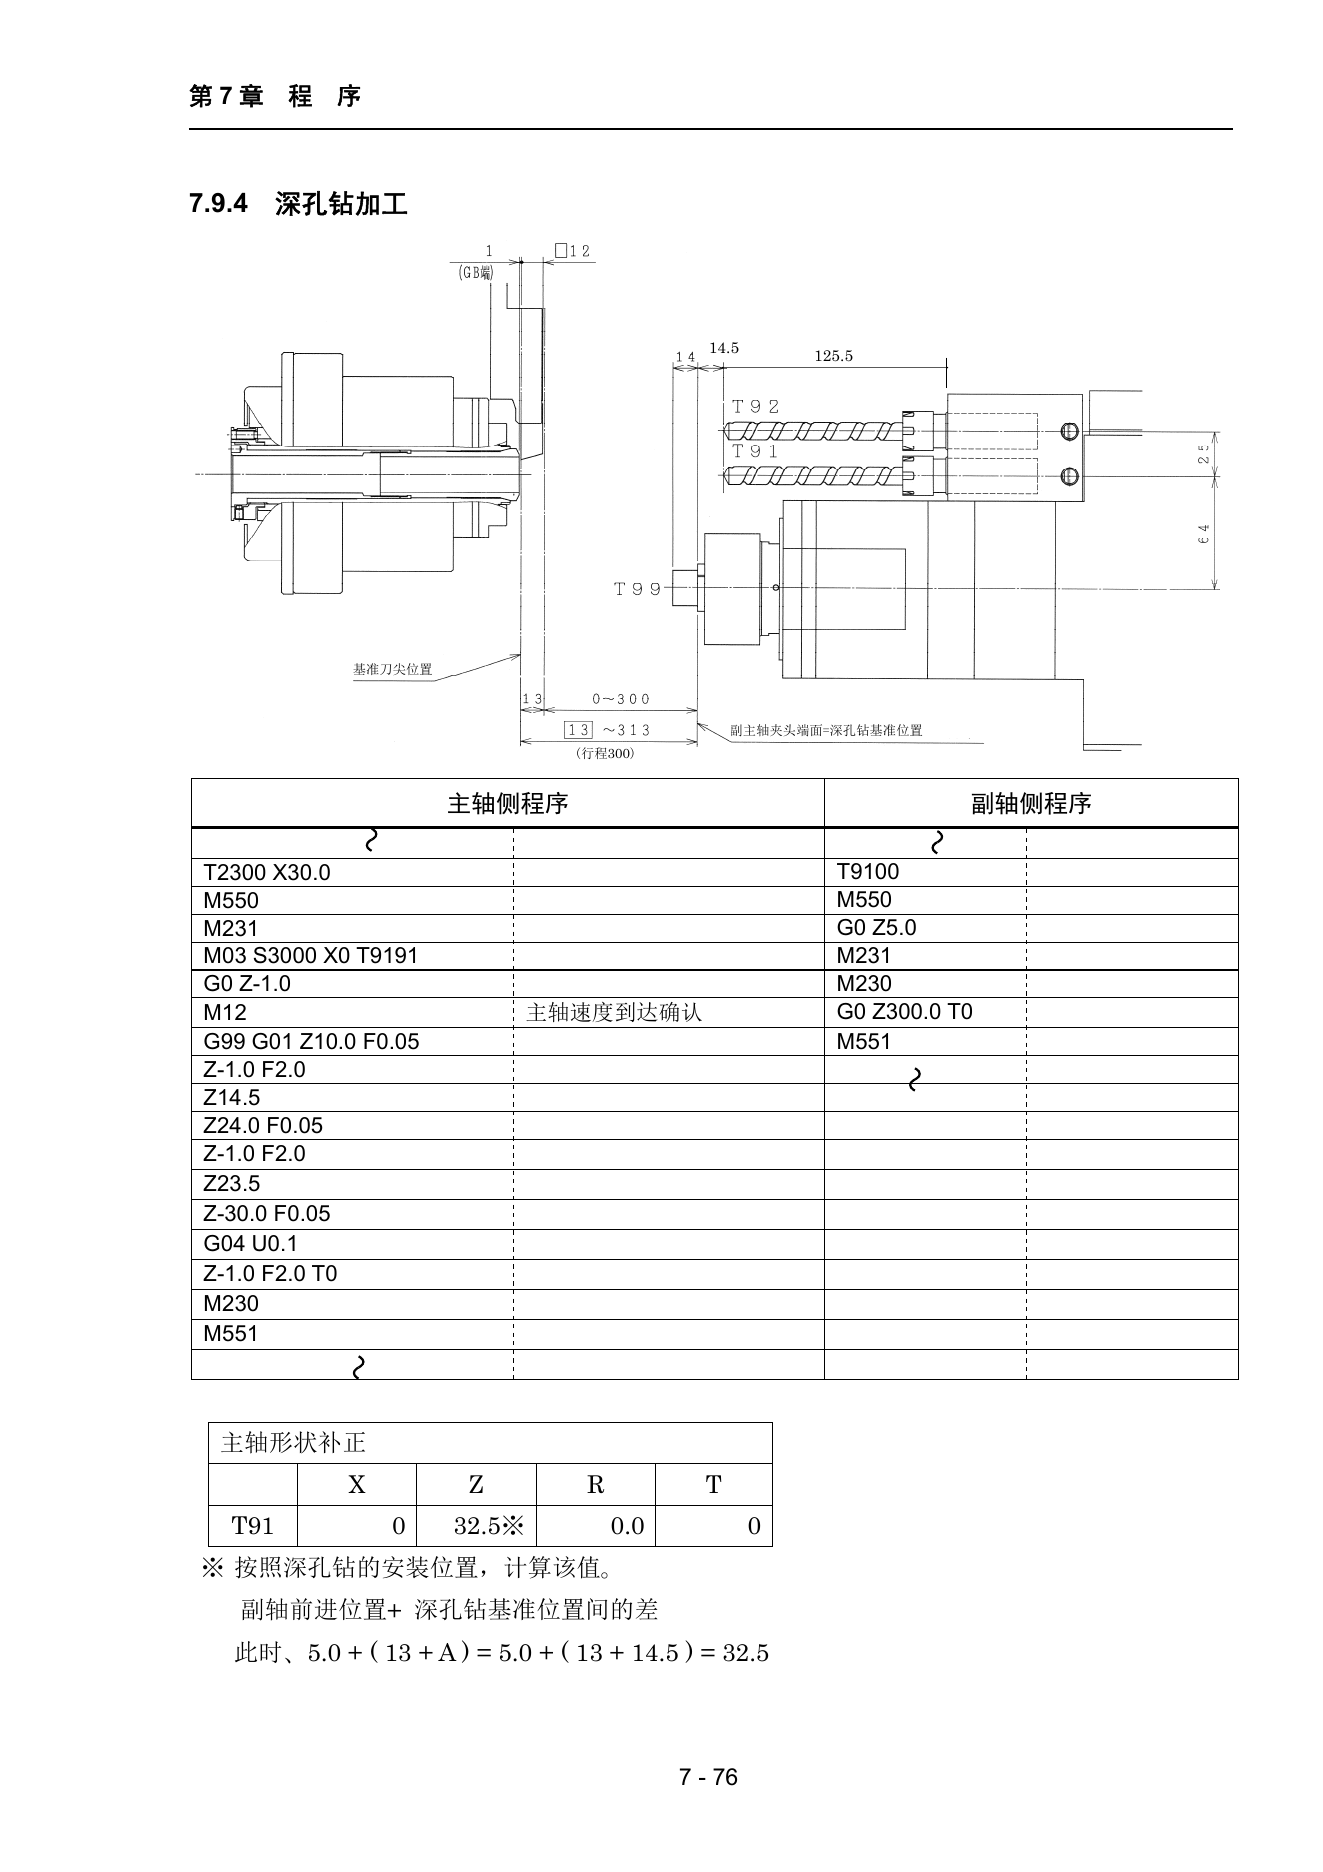 第 7 章　程　序
7.9.4　深孔钻加工
1
□12
(GB端)
14
14.5
125.5
T92
T91
25
64
T99
基准刀尖位置
13
0～300
13 ～313
(行程300)
副主轴夹头端面=深孔钻基准位置
主轴侧程序 副轴侧程序
～ ～
T2300 X30.0 T9100
M550 M550
M231 G0 Z5.0
M03 S3000 X0 T9191 M231
G0 Z-1.0 M230
M12 主轴速度到达确认 G0 Z300.0 T0
G99 G01 Z10.0 F0.05 M551
Z-1.0 F2.0 ～
Z14.5
Z24.0 F0.05
Z-1.0 F2.0
Z23.5
Z-30.0 F0.05
G04 U0.1
Z-1.0 F2.0 T0
M230
M551
～
主轴形状补正
X Z R T
T91 0 32.5※ 0.0 0
※ 按照深孔钻的安装位置，计算该值。
副轴前进位置+ 深孔钻基准位置间的差
此时、5.0 + ( 13 + A ) = 5.0 + ( 13 + 14.5 ) = 32.5
7 - 76